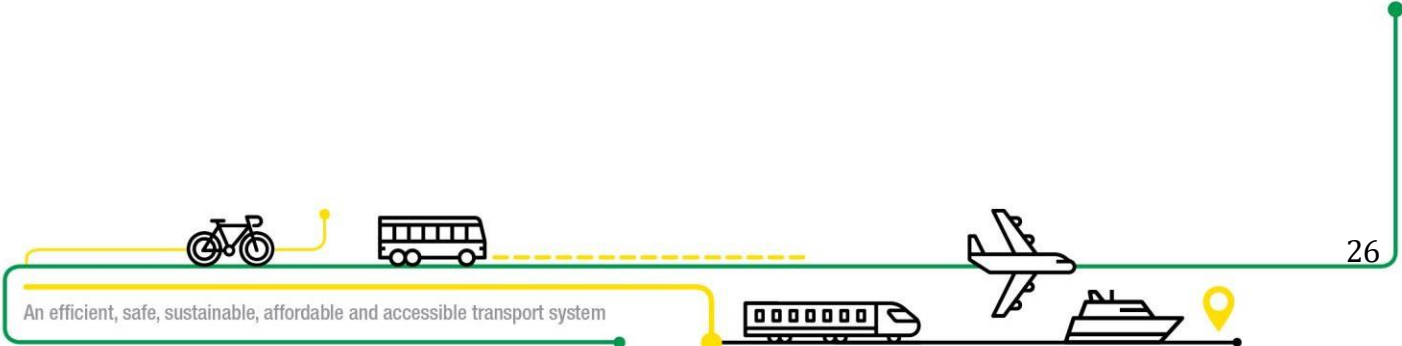 26
An efficient, safe, sustainable, affordable and accessible transport system